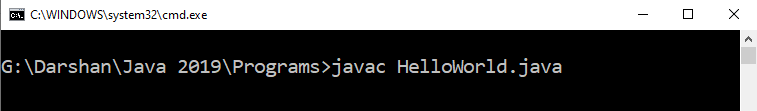 C:\WINDOWS\system32\cmd.exe
G:\Darshan\Java 2019\Programs>javac HelloWorld.java